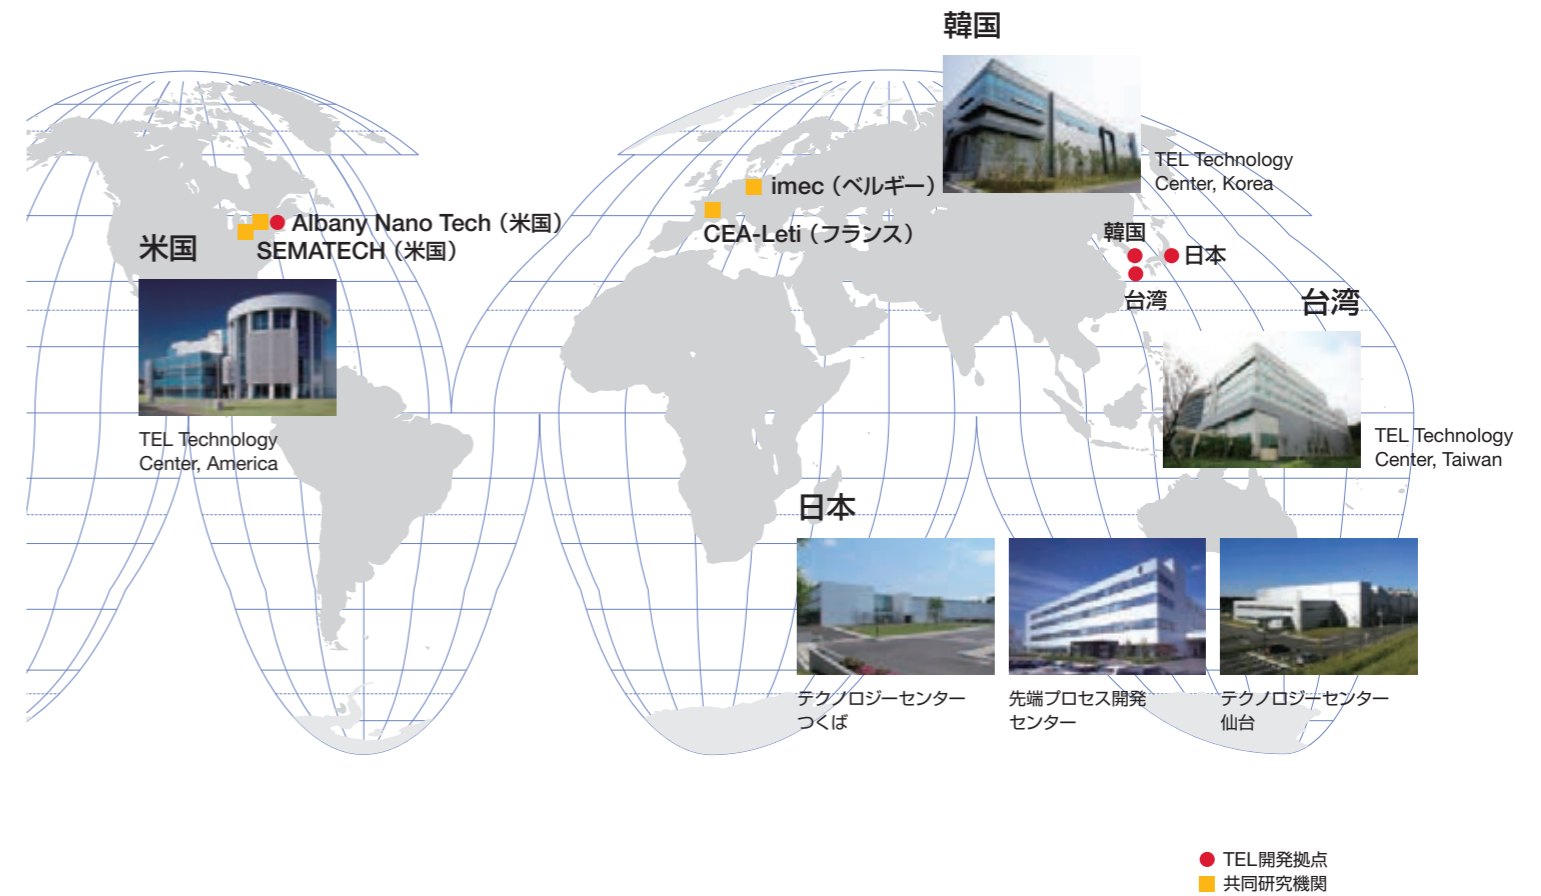 韓国
TEL Technology
Center, Korea
imec（ベルギー）
CEA-Leti（フランス）
Albany Nano Tech（米国）
SEMATECH（米国）
米国
TEL Technology
Center, America
韓国
日本
台湾
台湾
TEL Technology
Center, Taiwan
日本
テクノロジーセンター
つくば
先端プロセス開発
センター
テクノロジーセンター
仙台
TEL開発拠点
共同研究機関